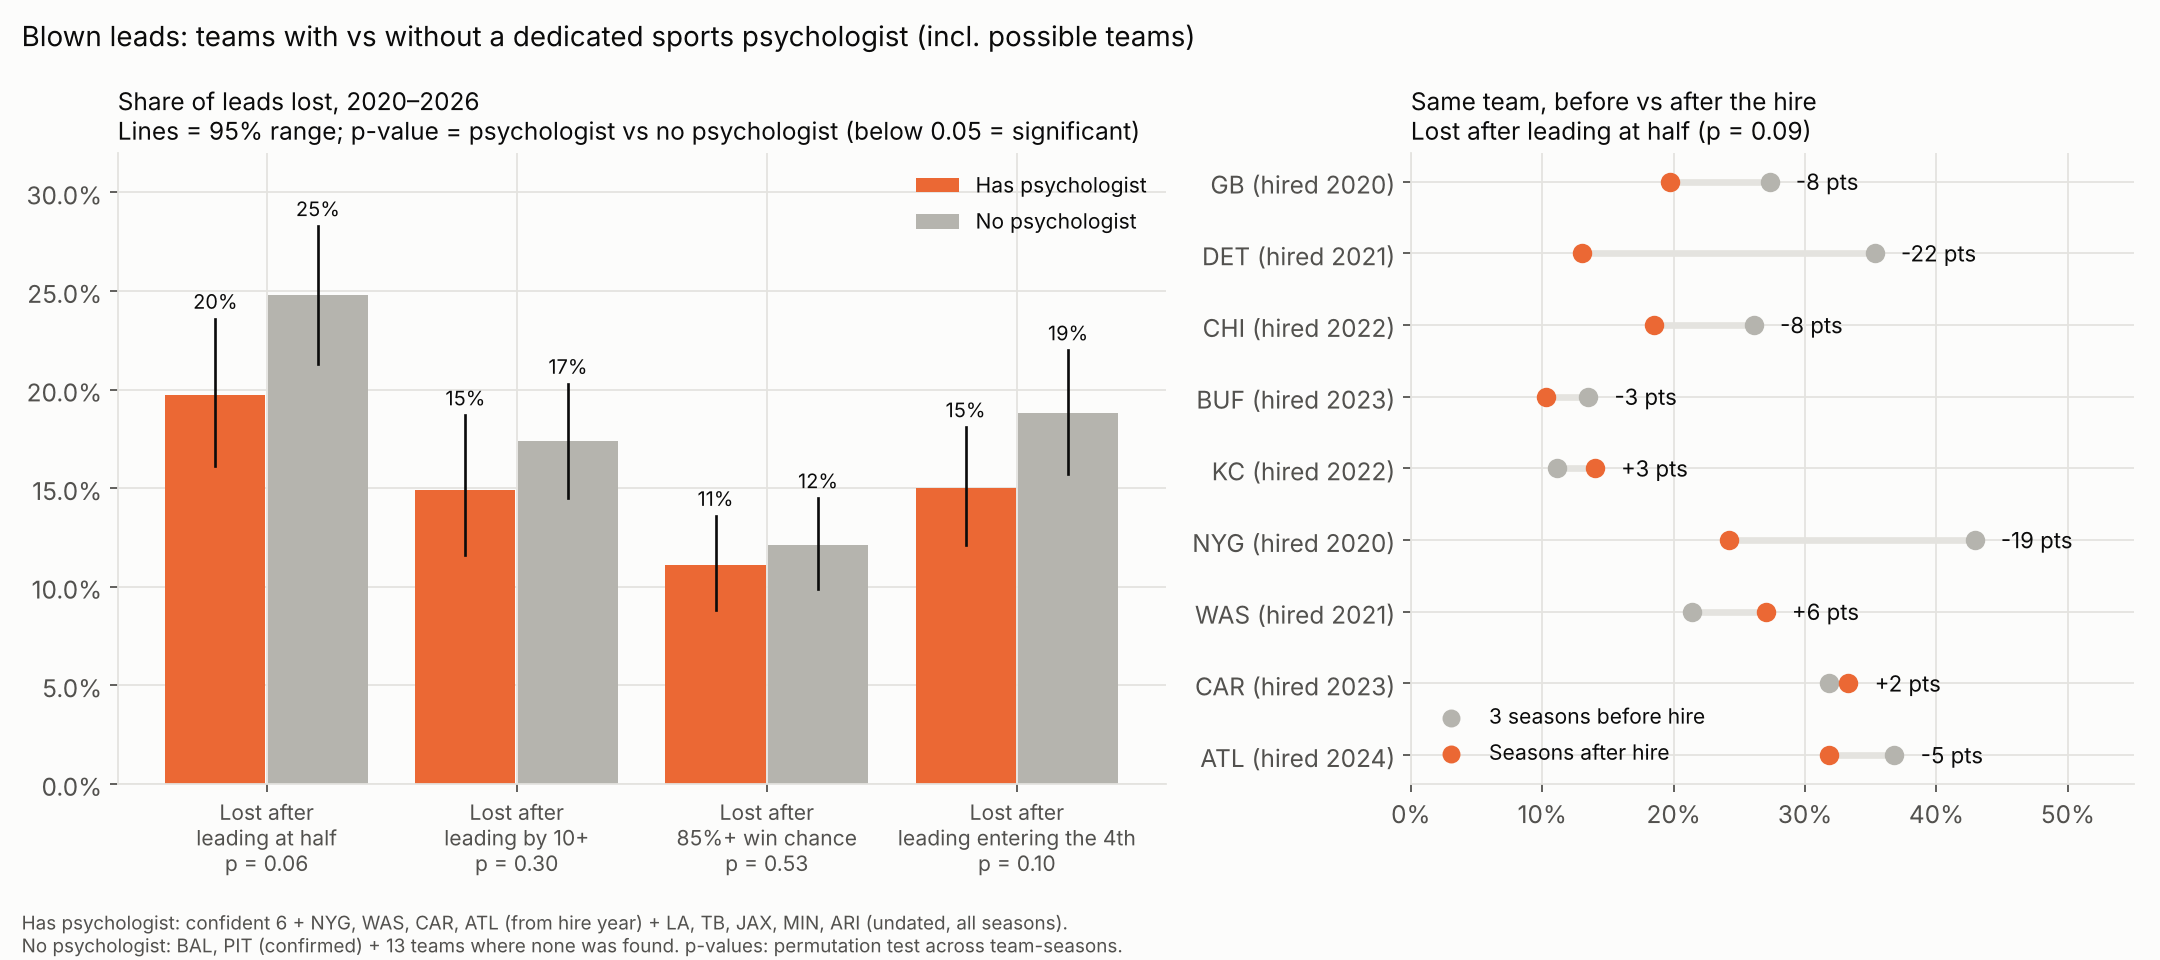 Blown leads: teams with vs without a dedicated sports psychologist (incl. possible teams)
Share of leads lost, 2020–2026
Lines = 95% range; p-value = psychologist vs no psychologist (below 0.05 = significant)
30.0%
25.0%
20.0%
15.0%
10.0%
5.0%
0.0%
Has psychologist
No psychologist
20%
25%
15%
17%
11%
12%
15%
19%
Lost after
leading at half
p = 0.06
Lost after
leading by 10+
p = 0.30
Lost after
85%+ win chance
p = 0.53
Lost after
leading entering the 4th
p = 0.10
Same team, before vs after the hire
Lost after leading at half (p = 0.09)
GB (hired 2020)
-8 pts
DET (hired 2021)
-22 pts
CHI (hired 2022)
-8 pts
BUF (hired 2023)
-3 pts
KC (hired 2022)
+3 pts
NYG (hired 2020)
-19 pts
WAS (hired 2021)
+6 pts
CAR (hired 2023)
+2 pts
ATL (hired 2024)
-5 pts
3 seasons before hire
Seasons after hire
0%
10%
20%
30%
40%
50%
Has psychologist: confident 6 + NYG, WAS, CAR, ATL (from hire year) + LA, TB, JAX, MIN, ARI (undated, all seasons).
No psychologist: BAL, PIT (confirmed) + 13 teams where none was found. p-values: permutation test across team-seasons.